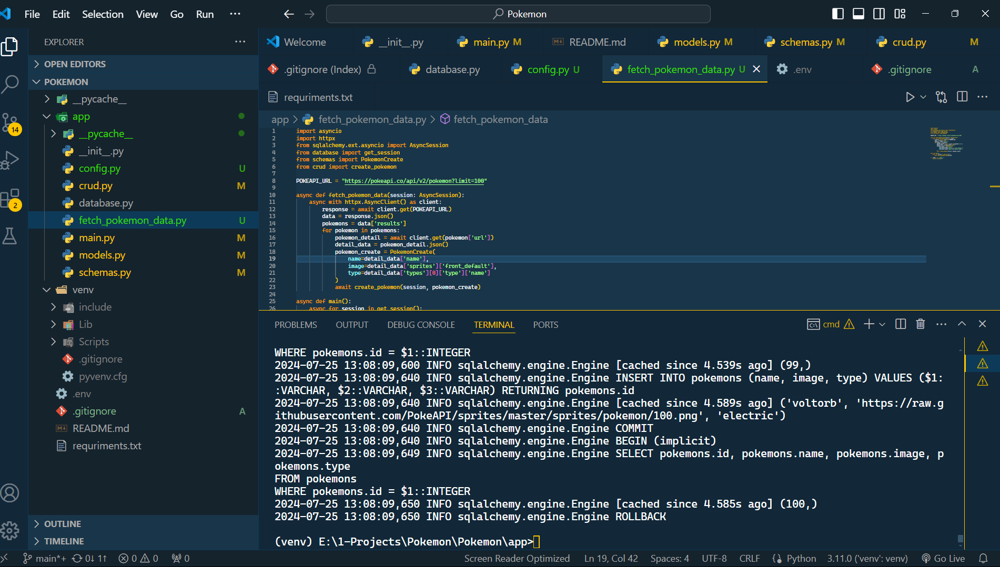 File Edit Selection View Go Run ···
Pokemon
EXPLORER
OPEN EDITORS
POKEMON
__pycache__
app
__pycache__
__init__.py
config.py U
crud.py M
database.py
fetch_pokemon_data.py U
main.py M
models.py M
schemas.py M
venv
include
Lib
Scripts
.gitignore
pyvenv.cfg
.env
.gitignore A
README.md
requriments.txt
OUTLINE
TIMELINE
14
2
Welcome __init__.py main.py M README.md models.py M schemas.py M crud.py M
.gitignore (Index) database.py config.py U fetch_pokemon_data.py U .env .gitignore A
requriments.txt
app > fetch_pokemon_data.py > fetch_pokemon_data
1 import asyncio
2 import httpx
3 from sqlalchemy.ext.asyncio import AsyncSession
4 from database import get_session
5 from schemas import PokemonCreate
6 from crud import create_pokemon
7
8 POKEAPI_URL = "https://pokeapi.co/api/v2/pokemon?limit=100"
9
10 async def fetch_pokemon_data(session: AsyncSession):
11 async with httpx.AsyncClient() as client:
12 response = await client.get(POKEAPI_URL)
13 data = response.json()
14 pokemons = data['results']
15 for pokemon in pokemons:
16 pokemon_detail = await client.get(pokemon['url'])
17 detail_data = pokemon_detail.json()
18 pokemon_create = PokemonCreate(
19 name=detail_data['name'],
20 image=detail_data['sprites']['front_default'],
21 type=detail_data['types'][0]['type']['name']
22 )
23 await create_pokemon(session, pokemon_create)
24
25 async def main():
26 async for session in get_session():
PROBLEMS OUTPUT DEBUG CONSOLE TERMINAL PORTS
cmd
WHERE pokemons.id = $1::INTEGER
2024-07-25 13:08:09,600 INFO sqlalchemy.engine.Engine [cached since 4.539s ago] (99,)
2024-07-25 13:08:09,640 INFO sqlalchemy.engine.Engine INSERT INTO pokemons (name, image, type) VALUES ($1:
:VARCHAR, $2::VARCHAR, $3::VARCHAR) RETURNING pokemons.id
2024-07-25 13:08:09,640 INFO sqlalchemy.engine.Engine [cached since 4.589s ago] ('voltorb', 'https://raw.g
ithubusercontent.com/PokeAPI/sprites/master/sprites/pokemon/100.png', 'electric')
2024-07-25 13:08:09,640 INFO sqlalchemy.engine.Engine COMMIT
2024-07-25 13:08:09,640 INFO sqlalchemy.engine.Engine BEGIN (implicit)
2024-07-25 13:08:09,649 INFO sqlalchemy.engine.Engine SELECT pokemons.id, pokemons.name, pokemons.image, p
okemons.type
FROM pokemons
WHERE pokemons.id = $1::INTEGER
2024-07-25 13:08:09,650 INFO sqlalchemy.engine.Engine [cached since 4.585s ago] (100,)
2024-07-25 13:08:09,650 INFO sqlalchemy.engine.Engine ROLLBACK
(venv) E:\1-Projects\Pokemon\Pokemon\app>
main*+ 0↓ 1↑ 0 0 0 Screen Reader Optimized Ln 19, Col 42 Spaces: 4 UTF-8 CRLF Python 3.11.0 ('venv': venv) Go Live